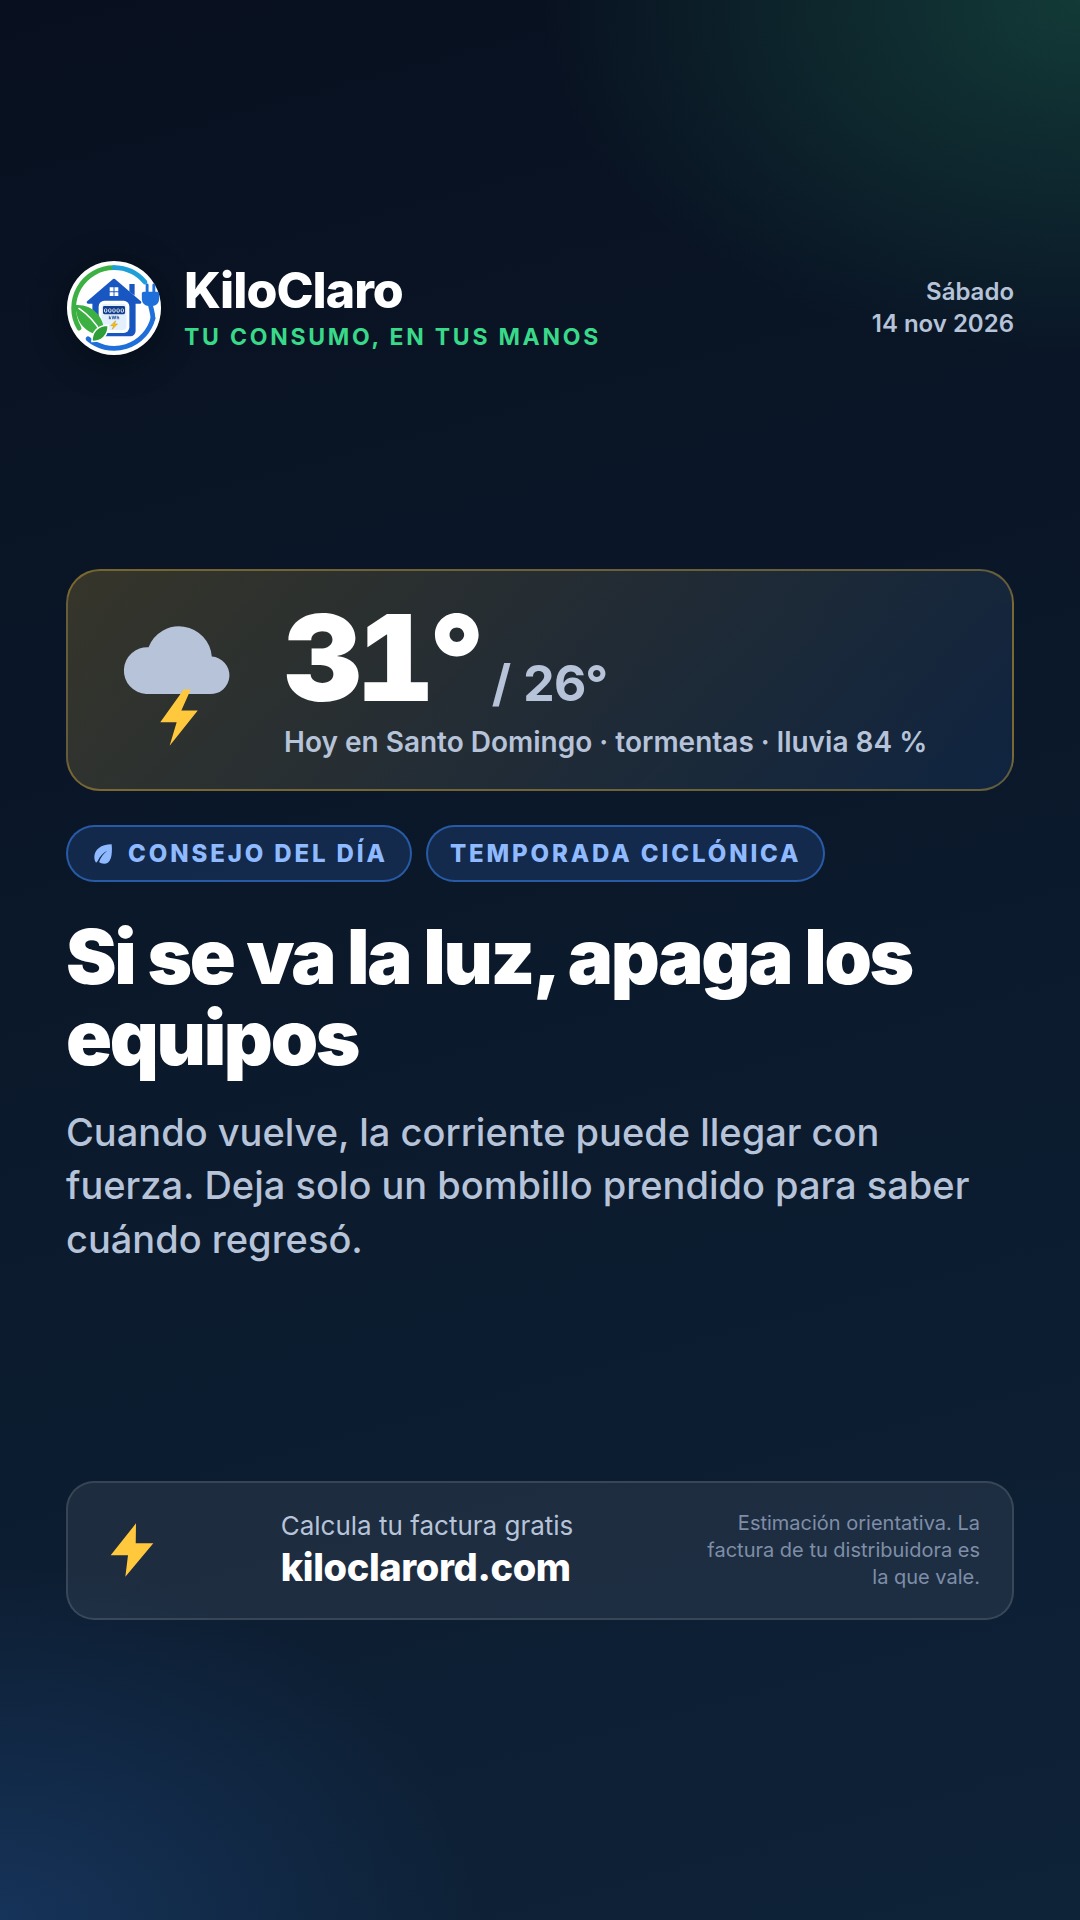 KiloClaro
TU CONSUMO, EN TUS MANOS
Sábado
14 nov 2026
00000
kWh
31° / 26°
Hoy en Santo Domingo · tormentas · lluvia 84 %
CONSEJO DEL DÍA
TEMPORADA CICLÓNICA
Si se va la luz, apaga los
equipos
Cuando vuelve, la corriente puede llegar con
fuerza. Deja solo un bombillo prendido para saber
cuándo regresó.
Calcula tu factura gratis
kiloclarord.com
Estimación orientativa. La
factura de tu distribuidora es
la que vale.